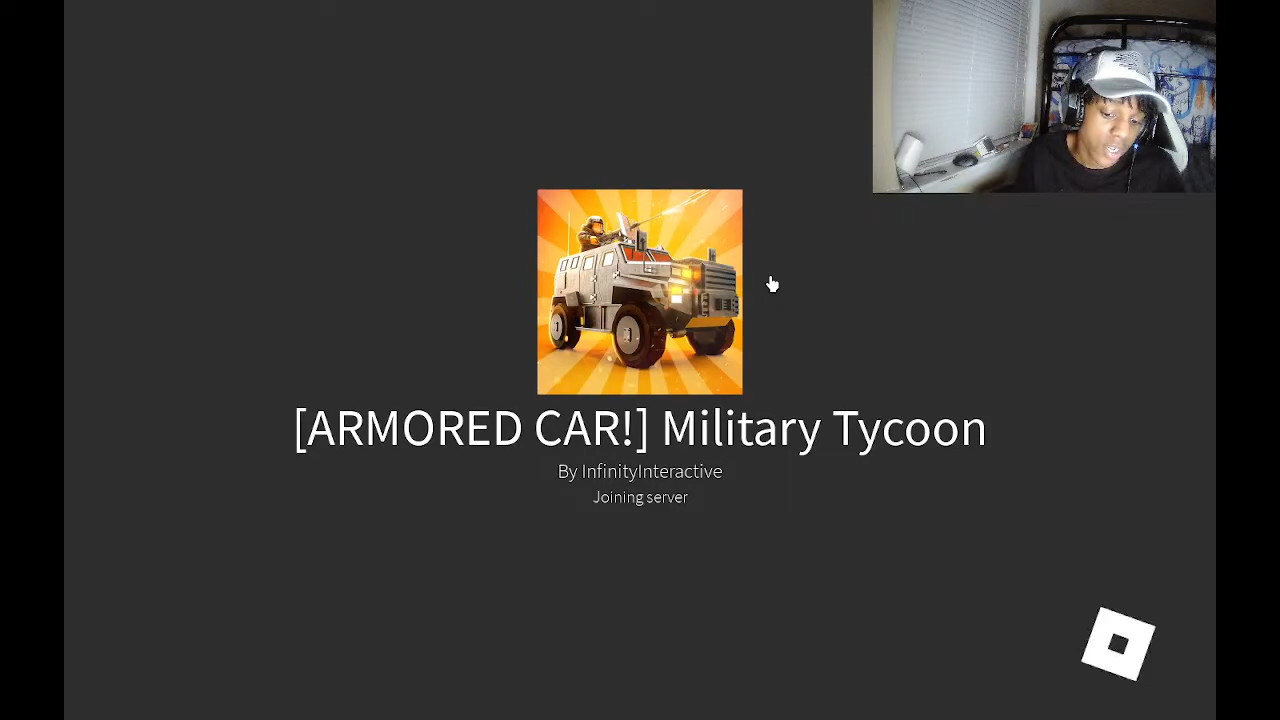 [ARMORED CAR!] Military Tycoon
By InfinityInteractive
Joining server